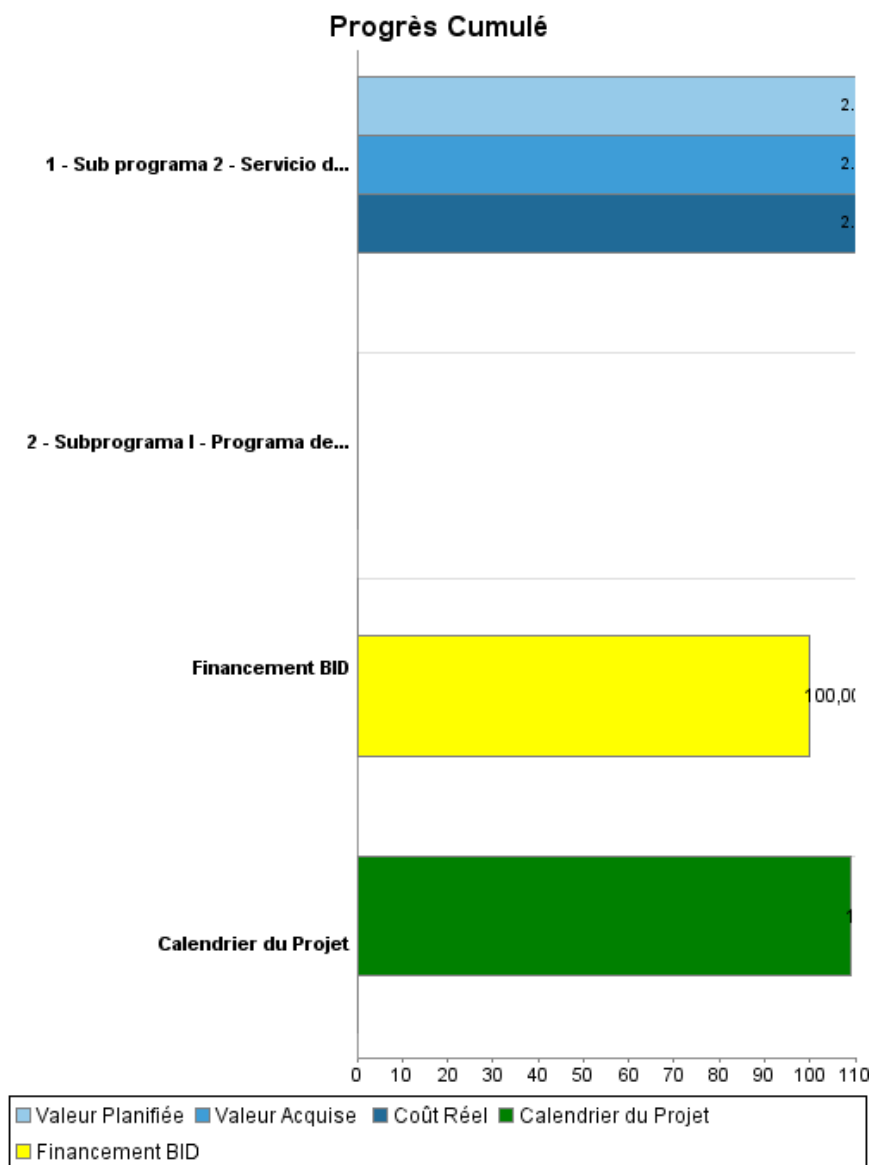 Progrès Cumulé
2.
1 - Sub programa 2 - Servicio d...
2.
2.
2 - Subprograma I - Programa de...
Financement BID
100,00
Calendrier du Projet
1
0 10 20 30 40 50 60 70 80 90 100 110
Valeur Planifiée Valeur Acquise Coût Réel Calendrier du Projet
Financement BID